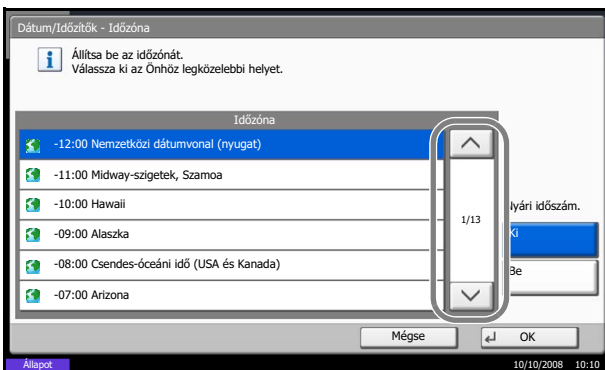 Dátum/Időzítők - Időzóna
Állítsa be az időzónát.
Válassza ki az Önhöz legközelebbi helyet.
Időzóna
-12:00 Nemzetközi dátumvonal (nyugat)
-11:00 Midway-szigetek, Szamoa
-10:00 Hawaii
-09:00 Alaszka
-08:00 Csendes-óceáni idő (USA és Kanada)
-07:00 Arizona
1/13
Nyári időszám.
Ki
Be
Mégse
OK
Állapot
10/10/2008 10:10